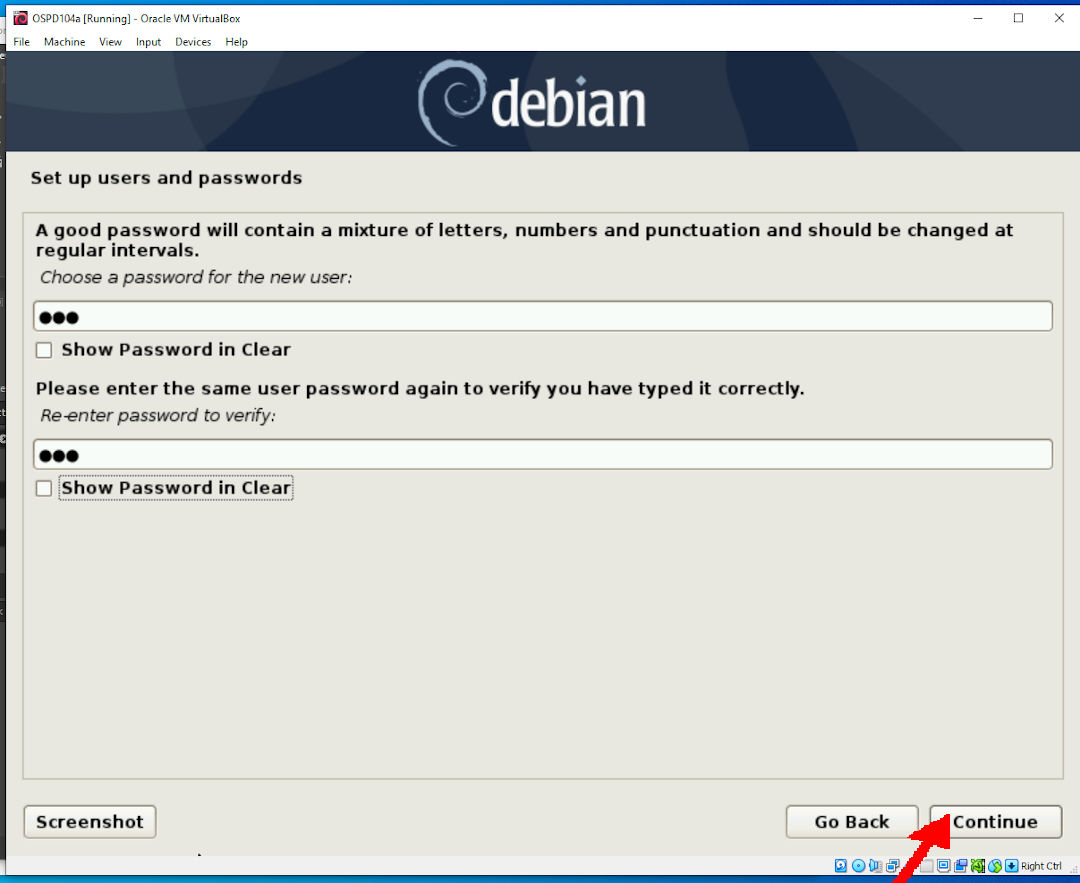 OSPD104a [Running] - Oracle VM VirtualBox
File Machine View Input Devices Help
debian
Set up users and passwords
A good password will contain a mixture of letters, numbers and punctuation and should be changed at
regular intervals.
Choose a password for the new user:
Show Password in Clear
Please enter the same user password again to verify you have typed it correctly.
Re-enter password to verify:
Show Password in Clear
Screenshot
Go Back
Continue
Right Ctrl